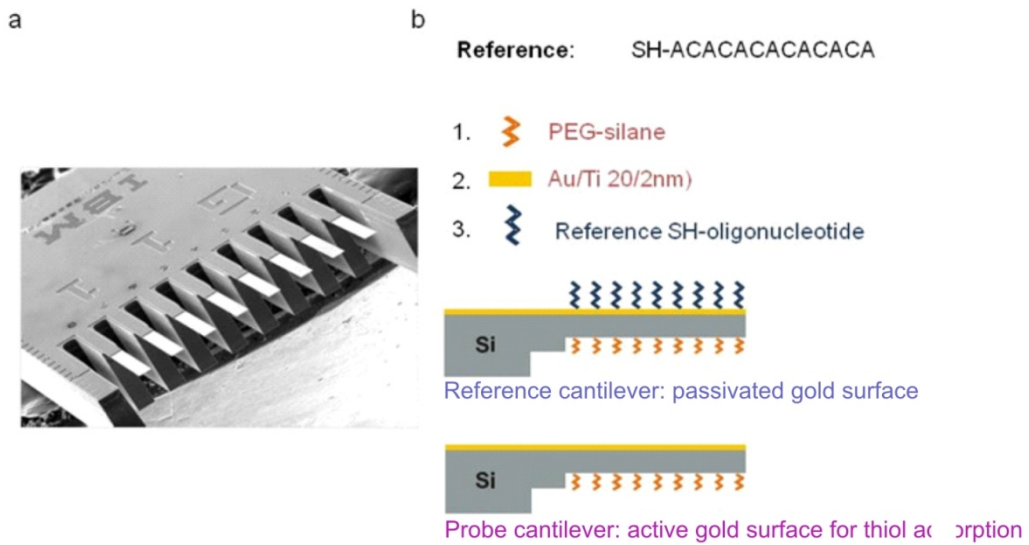 a
b
Reference: SH-ACACACACACACA
1. PEG-silane
2. Au/Ti 20/2nm)
3. Reference SH-oligonucleotide
IBM
Si
Reference cantilever: passivated gold surface
Si
Probe cantilever: active gold surface for thiol